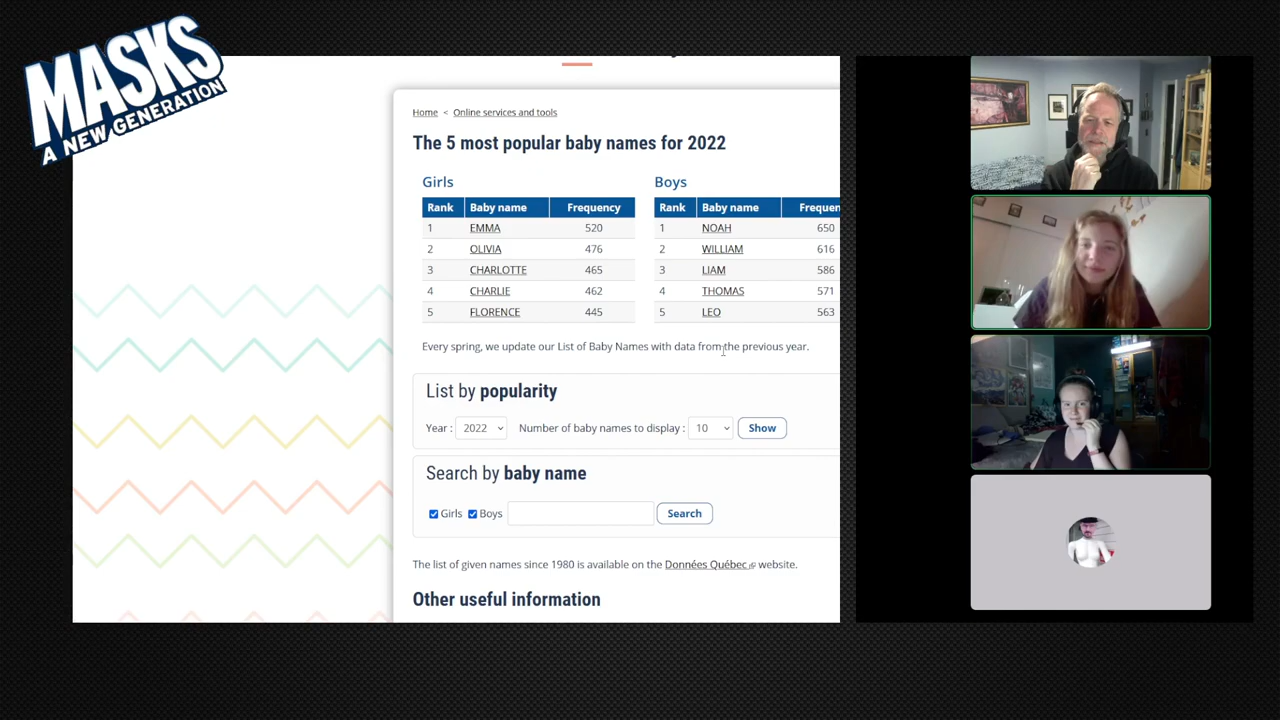 MASKS
A NEW GENERATION
Home < Online services and tools
The 5 most popular baby names for 2022
Girls
Rank Baby name Frequency
1 EMMA 520
2 OLIVIA 476
3 CHARLOTTE 465
4 CHARLIE 462
5 FLORENCE 445
Boys
Rank Baby name Frequen
1 NOAH 650
2 WILLIAM 616
3 LIAM 586
4 THOMAS 571
5 LEO 563
Every spring, we update our List of Baby Names with data from the previous year.
List by popularity
Year : 2022 Number of baby names to display : 10 Show
Search by baby name
Girls Boys Search
The list of given names since 1980 is available on the Données Québec website.
Other useful information